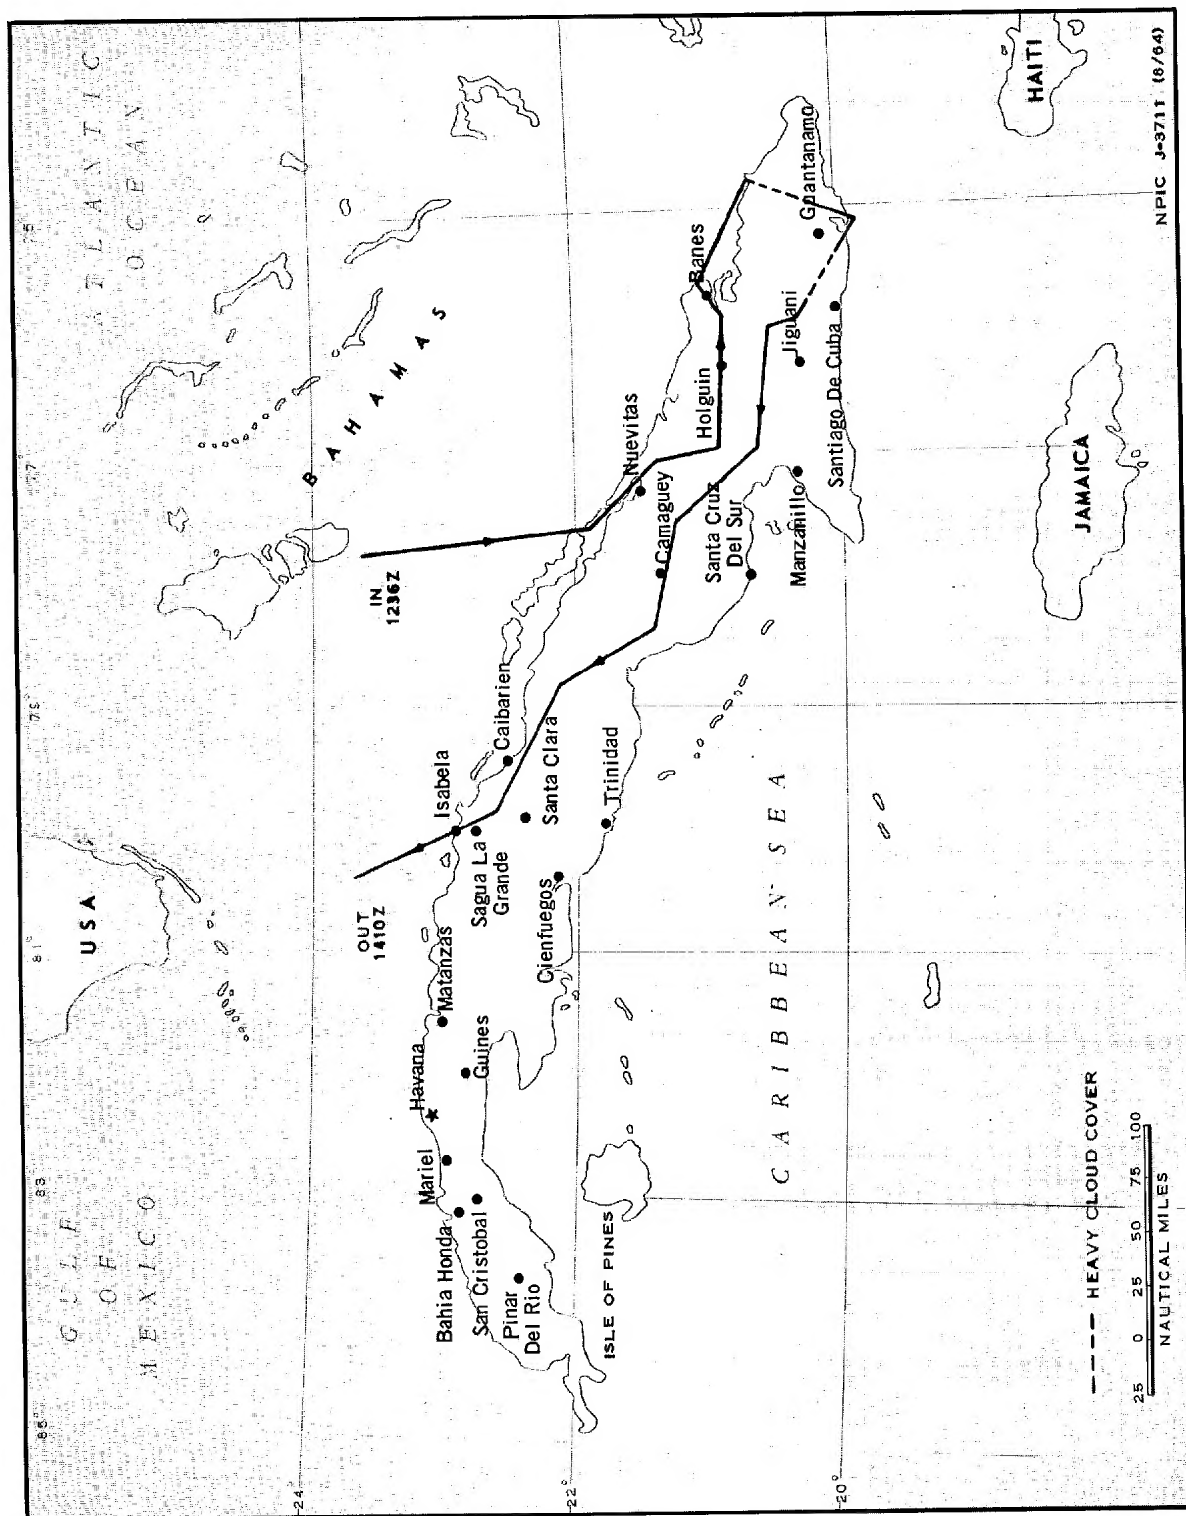 GULF
OF
MEXICO
ATLANTIC
OCEAN
85°
83
81°
79°
77
75
24
22
20
USA
BAHAMAS
IN
1236Z
OUT
1410Z
Havana
Mariel
Bahia Honda
San Cristobal
Pinar
Del Rio
Guines
Matanzas
Isabela
Sagua La
Grande
Caibarien
Santa Clara
Cienfuegos
Trinidad
Nuevitas
Camaguey
Santa Cruz
Del Sur
Holguin
Banes
Jiguani
Manzanillo
Santiago De Cuba
Guantanamo
ISLE OF PINES
CARIBBEAN SEA
JAMAICA
HAITI
HEAVY CLOUD COVER
25 0 25 50 75 100
NAUTICAL MILES
NPIC J-3711 (8/64)